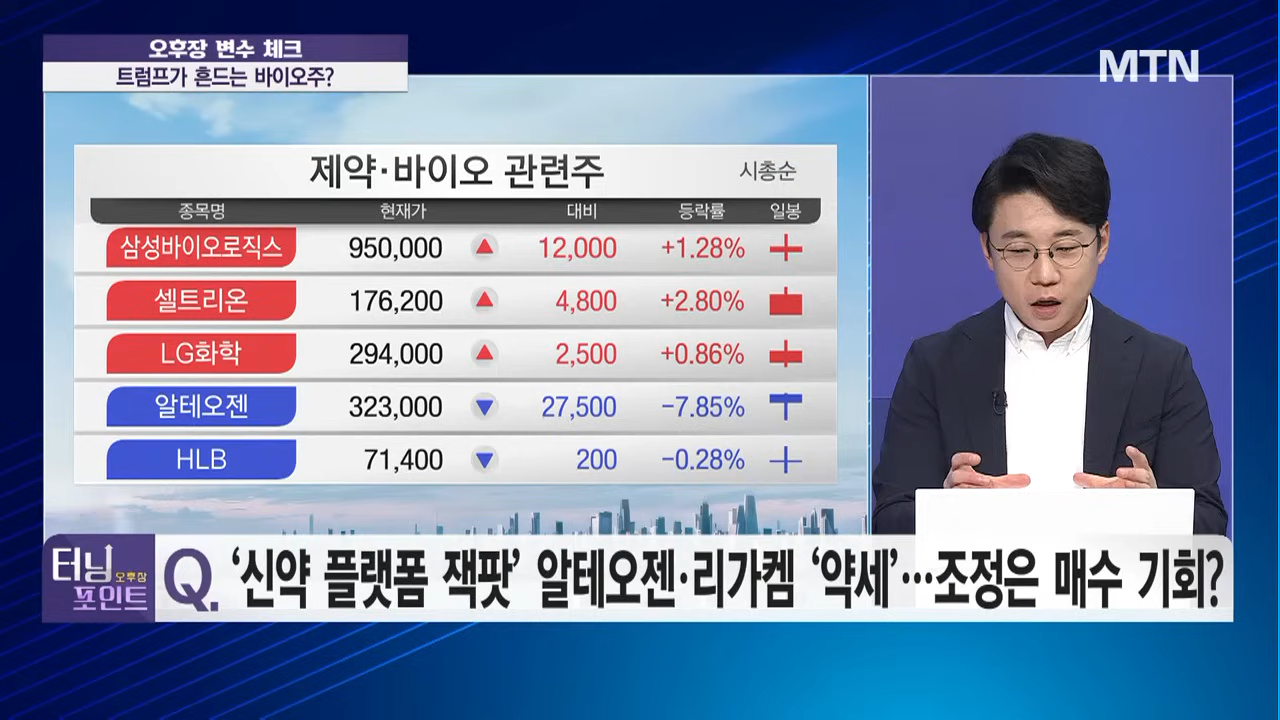 오후장 변수 체크
트럼프가 흔드는 바이오주?
MTN
제약·바이오 관련주 시총순
종목명 현재가 대비 등락률 일봉
삼성바이오로직스 950,000 ▲ 12,000 +1.28%
셀트리온 176,200 ▲ 4,800 +2.80%
LG화학 294,000 ▲ 2,500 +0.86%
알테오젠 323,000 ▼ 27,500 -7.85%
HLB 71,400 ▼ 200 -0.28%
터닝 오후장
포인트
Q. ‘신약 플랫폼 잭팟’ 알테오젠·리가켐 ‘약세’…조정은 매수 기회?